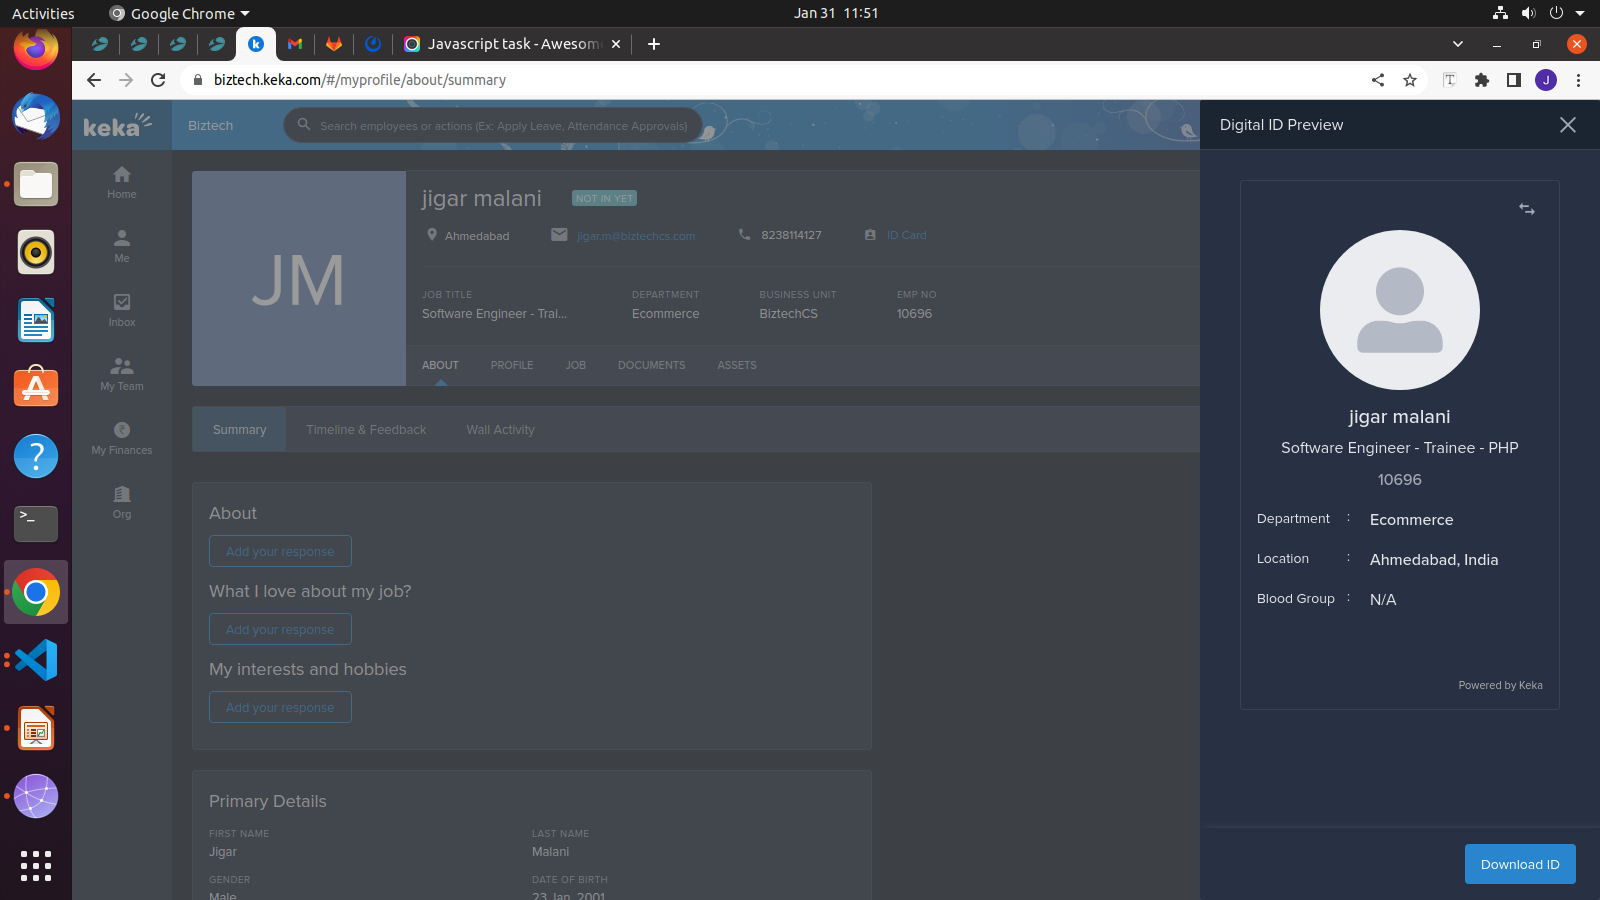 Activities
Google Chrome
Jan 31 11:51
Javascript task - Awesom
biztech.keka.com/#/myprofile/about/summary
J
keka
Biztech
Search employees or actions (Ex: Apply Leave, Attendance Approvals)
Digital ID Preview
Home
Me
Inbox
My Team
My Finances
Org
JM
jigar malani
NOT IN YET
Ahmedabad
jigar.m@biztechcs.com
8238114127
ID Card
JOB TITLE
DEPARTMENT
BUSINESS UNIT
EMP NO
Software Engineer - Trai...
Ecommerce
BiztechCS
10696
ABOUT
PROFILE
JOB
DOCUMENTS
ASSETS
Summary
Timeline & Feedback
Wall Activity
About
Add your response
What I love about my job?
Add your response
My interests and hobbies
Add your response
Primary Details
FIRST NAME
LAST NAME
Jigar
Malani
GENDER
DATE OF BIRTH
Male
23 Jan, 2001
jigar malani
Software Engineer - Trainee - PHP
10696
Department : Ecommerce
Location : Ahmedabad, India
Blood Group : N/A
Powered by Keka
Download ID